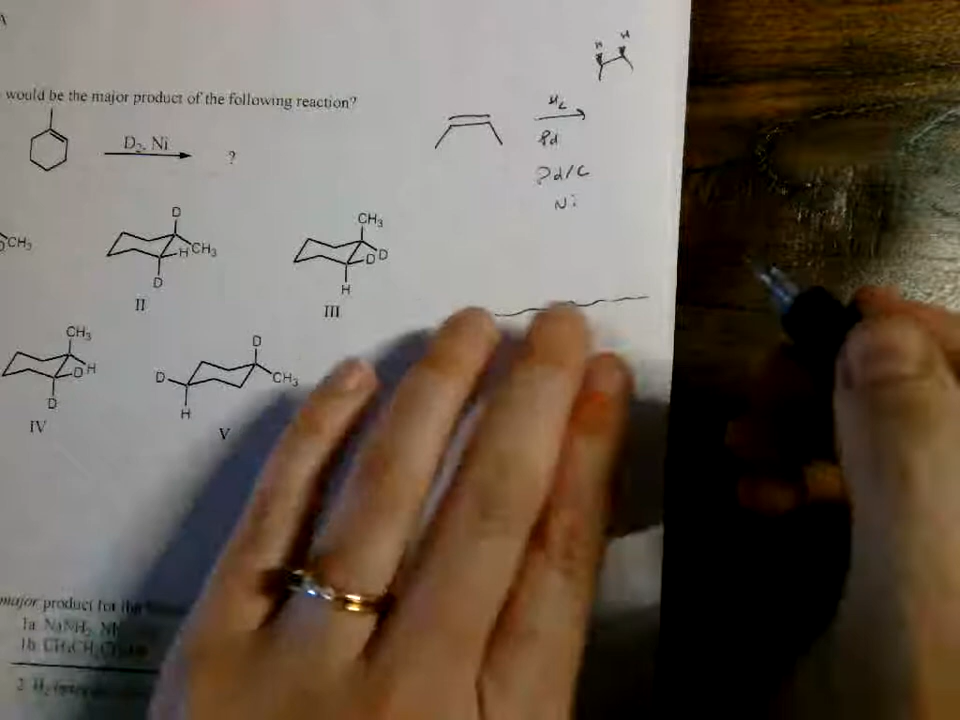 A
H H
would be the major product of the following reaction?
H2
D2, Ni
?
Pd
Pd/C
Ni
CH3
D
H CH3
D
II
CH3
D D
H
III
CH3
D H
D
IV
D
D
CH3
H
V
major product for the
1a. NaNH2, NH
1b.
2. H2